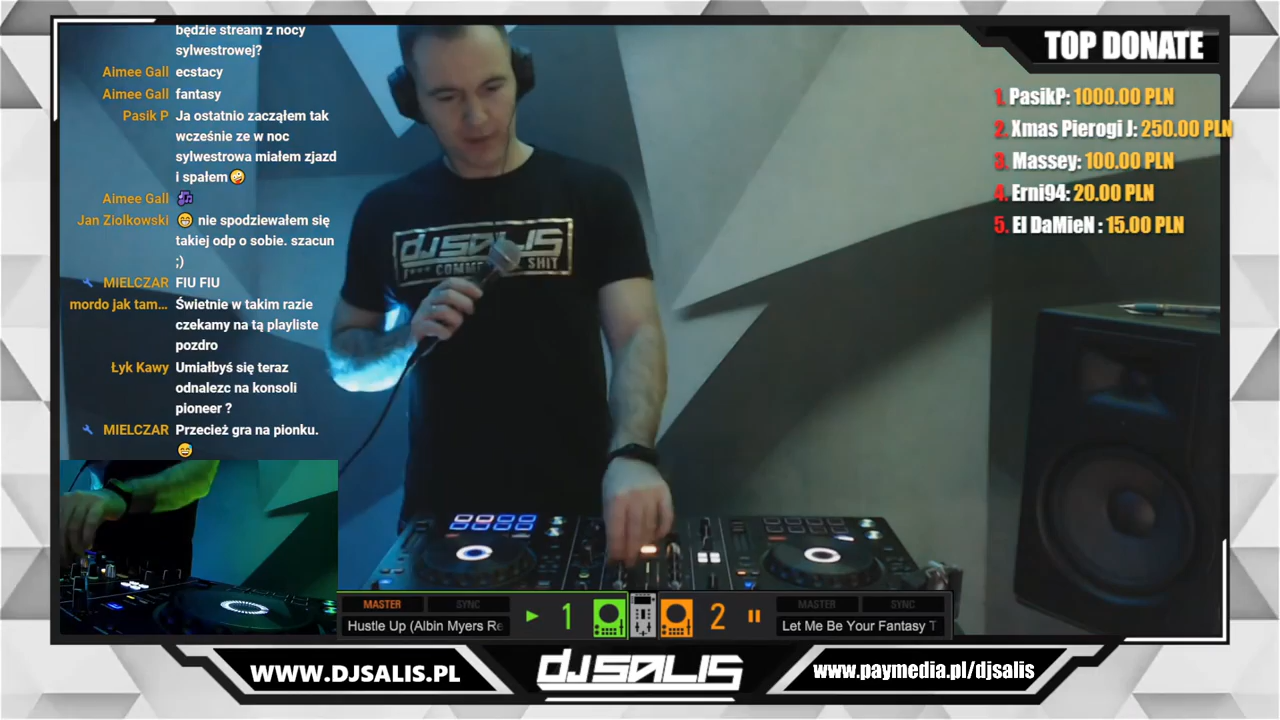 będzie stream z nocy
sylwestrowej?
Aimee Gall ecstacy
Aimee Gall fantasy
Pasik P Ja ostatnio zacząłem tak
wcześnie ze w noc
sylwestrowa miałem zjazd
i spałem 🤪
Aimee Gall 🎶
Jan Ziolkowski 😁 nie spodziewałem się
takiej odp o sobie. szacun
;)
MIELCZAR FIU FIU
mordo jak tam... Świetnie w takim razie
czekamy na tą playliste
pozdro
Łyk Kawy Umiałbyś się teraz
odnalezc na konsoli
pioneer ?
MIELCZAR Przecież gra na pionku.
😅
DJSALIS
F*** COMME SHIT
TOP DONATE
1. PasikP: 1000.00 PLN
2. Xmas Pierogi J: 250.00 PLN
3. Massey: 100.00 PLN
4. Erni94: 20.00 PLN
5. El DaMieN : 15.00 PLN
MASTER SYNC
Hustle Up (Albin Myers Re
1
2
MASTER SYNC
Let Me Be Your Fantasy T
WWW.DJSALIS.PL
DJSALIS
www.paymedia.pl/djsalis